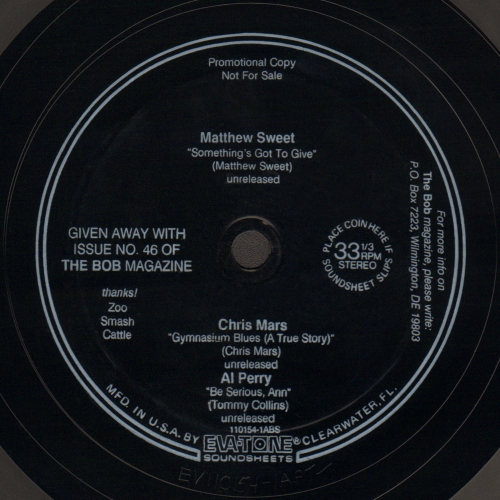 Promotional Copy
Not For Sale
Matthew Sweet
"Something's Got To Give"
(Matthew Sweet)
unreleased
GIVEN AWAY WITH
ISSUE NO. 46 OF
THE BOB MAGAZINE
thanks!
Zoo
Smash
Cattle
PLACE COIN HERE IF
33 1/3
RPM
STEREO
SOUNDSHEET SLIPS
For more info on
The Bob magazine, please write:
P.O. Box 7223, Wilmington, DE 19803
Chris Mars
"Gymnasium Blues (A True Story)"
(Chris Mars)
unreleased
Al Perry
"Be Serious, Ann"
(Tommy Collins)
unreleased
110154-1ABS
MFD. IN U.S.A. BY EVA-TONE® CLEARWATER, FL.
SOUNDSHEETS